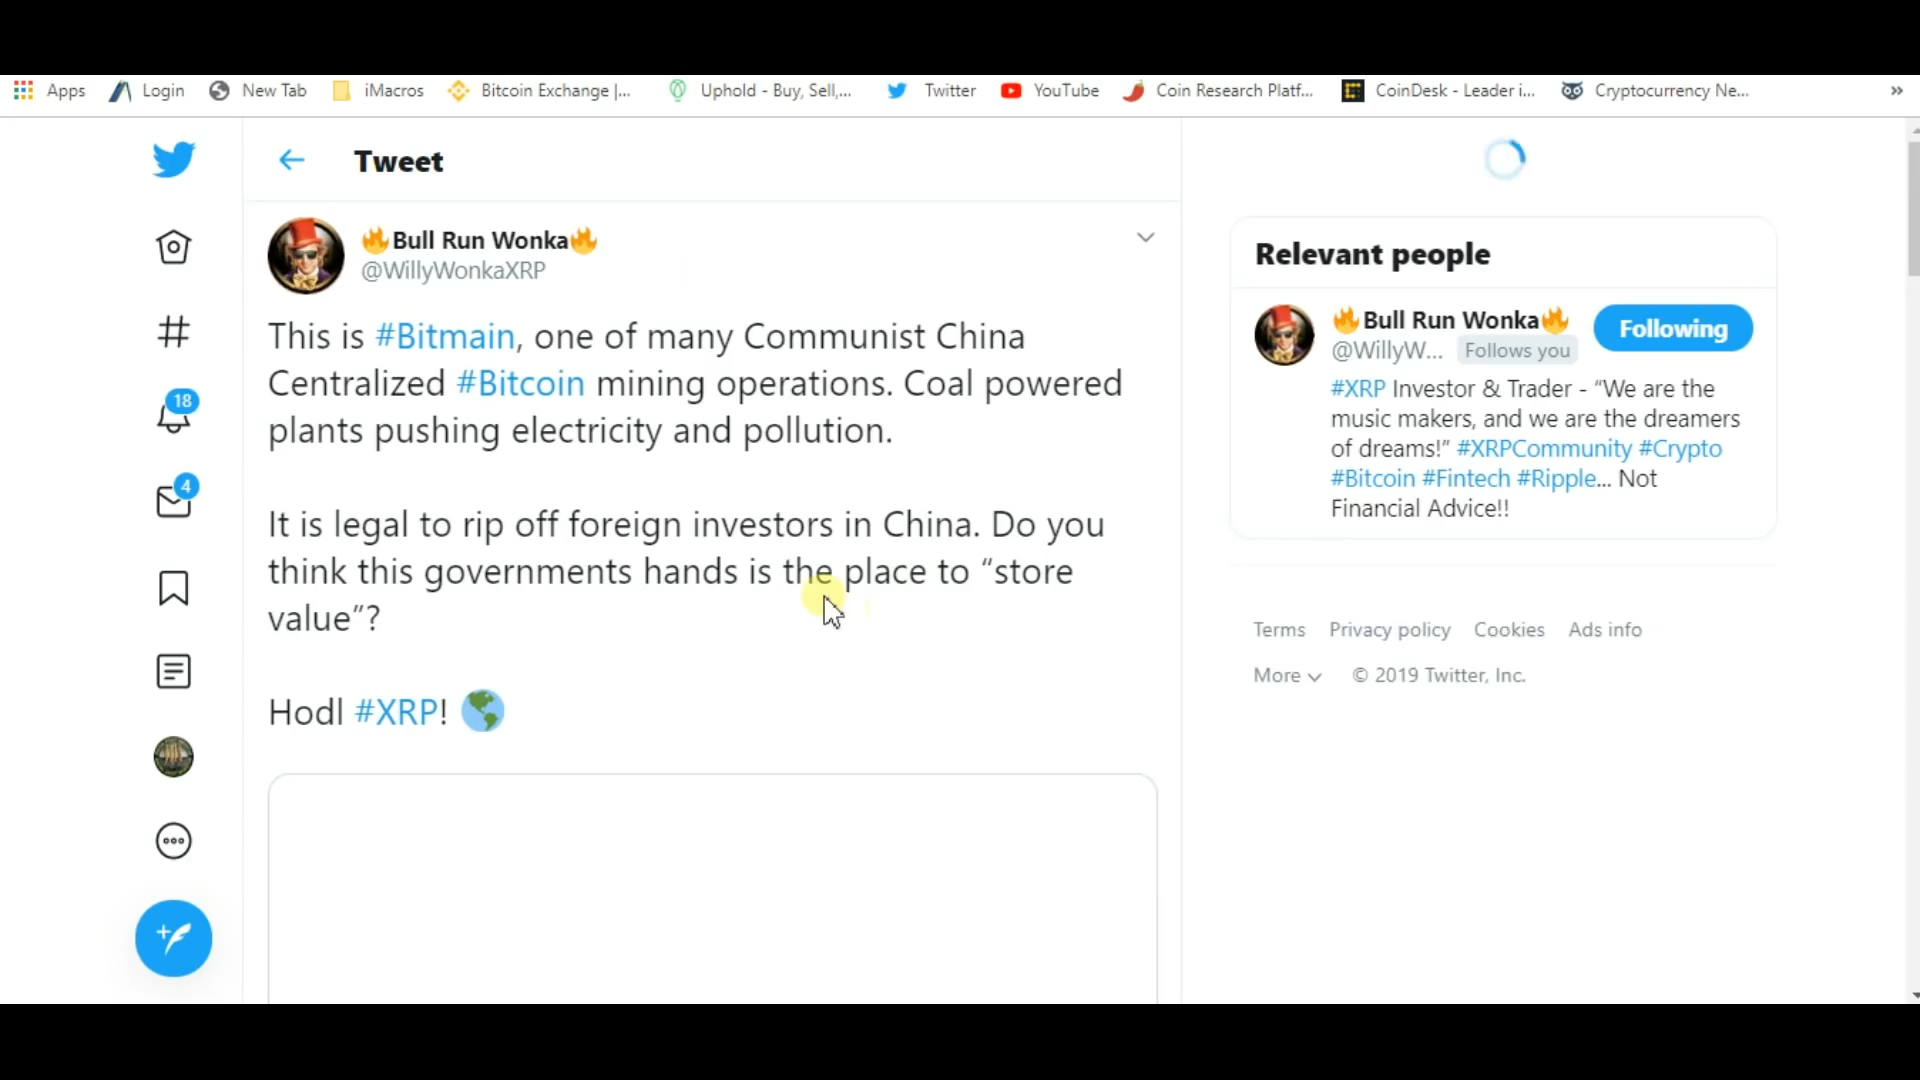 Apps Login New Tab iMacros Bitcoin Exchange |... Uphold - Buy, Sell,... Twitter YouTube Coin Research Platf... CoinDesk - Leader i... Cryptocurrency Ne... »
Tweet
🔥Bull Run Wonka🔥
@WillyWonkaXRP
This is #Bitmain, one of many Communist China
Centralized #Bitcoin mining operations. Coal powered
plants pushing electricity and pollution.
It is legal to rip off foreign investors in China. Do you
think this governments hands is the place to “store
value”?
Hodl #XRP! 🌎
18
4
Relevant people
🔥Bull Run Wonka🔥
@WillyW... Follows you
Following
#XRP Investor & Trader - “We are the
music makers, and we are the dreamers
of dreams!” #XRPCommunity #Crypto
#Bitcoin #Fintech #Ripple... Not
Financial Advice!!
Terms Privacy policy Cookies Ads info
More © 2019 Twitter, Inc.